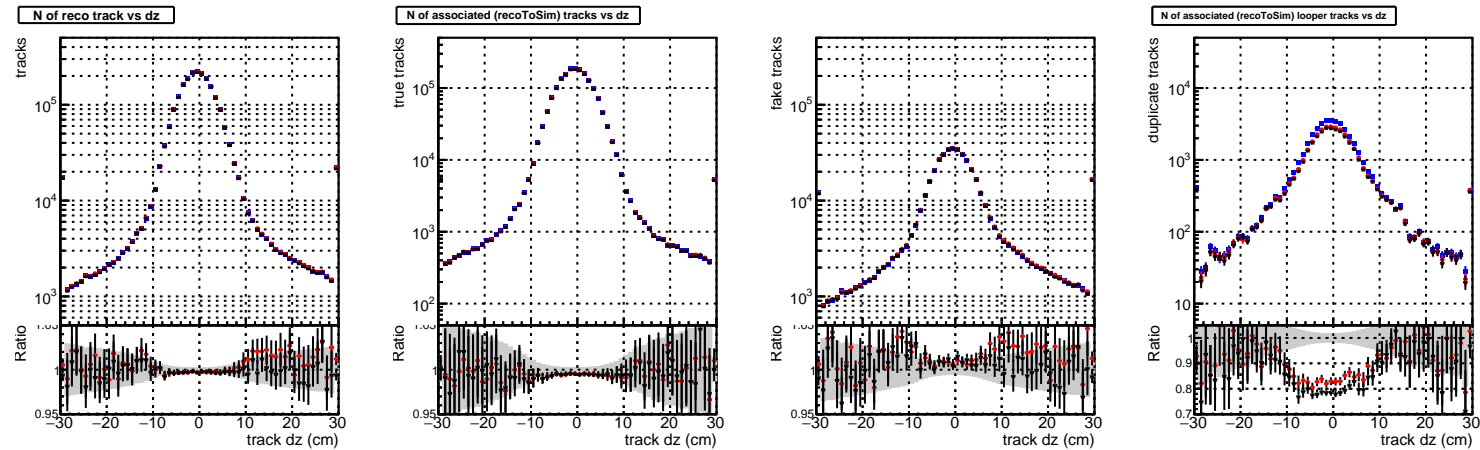 N of reco track vs dz
tracks
10^5
10^4
10^3
Ratio
1
0.95
−30 −20 −10 0 10 20 30
track dz (cm)
N of associated (recoToSim) tracks vs dz
true tracks
10^5
10^4
10^3
10^2
Ratio
1
0.95
−30 −20 −10 0 10 20 30
track dz (cm)
fake tracks
10^5
10^4
10^3
Ratio
1
0.95
−30 −20 −10 0 10 20 30
track dz (cm)
N of associated (recoToSim) looper tracks vs dz
duplicate tracks
10^4
10^3
10^2
10
Ratio
1
0.9
0.8
0.7
−30 −20 −10 0 10 20 30
track dz (cm)